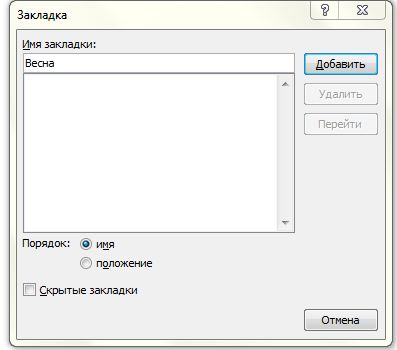 Закладка
Имя закладки:
Весна
Добавить
Удалить
Перейти
Порядок:
имя
положение
Скрытые закладки
Отмена